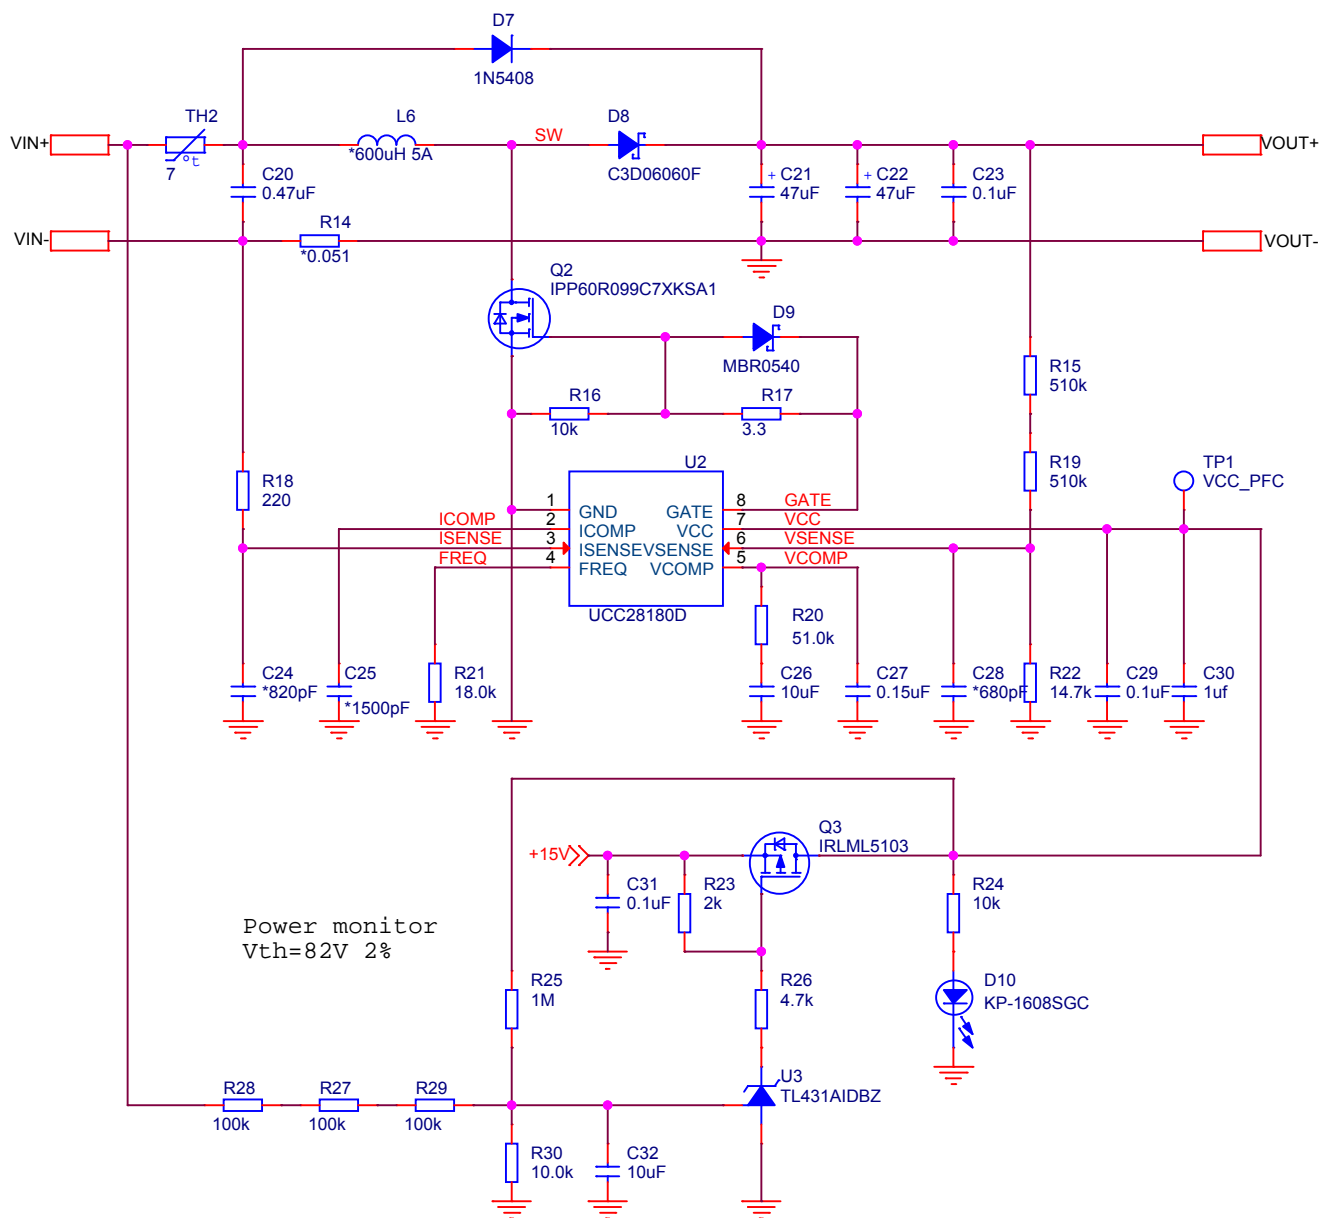 D7
1N5408
TH2
L6
SW
D8
VIN+
7
°t
*600uH 5A
C3D06060F
VOUT+
C20
0.47uF
+ C21
47uF
+ C22
47uF
C23
0.1uF
R14
*0.051
VIN-
VOUT-
Q2
IPP60R099C7XKSA1
D9
MBR0540
R15
510k
R16
10k
R17
3.3
R18
220
U2
R19
510k
TP1
VCC_PFC
1 GND GATE 8 GATE
ICOMP 2 ICOMP VCC 7 VCC
ISENSE 3 ISENSE VSENSE 6 VSENSE
FREQ 4 FREQ VCOMP 5 VCOMP
UCC28180D
R20
51.0k
C24
*820pF
C25
*1500pF
R21
18.0k
C26
10uF
C27
0.15uF
C28
*680pF
R22
14.7k
C29
0.1uF
C30
1uf
Q3
IRLML5103
+15V
C31
0.1uF
R23
2k
R24
10k
Power monitor
Vth=82V 2%
R25
1M
R26
4.7k
D10
KP-1608SGC
U3
TL431AIDBZ
R28
100k
R27
100k
R29
100k
R30
10.0k
C32
10uF